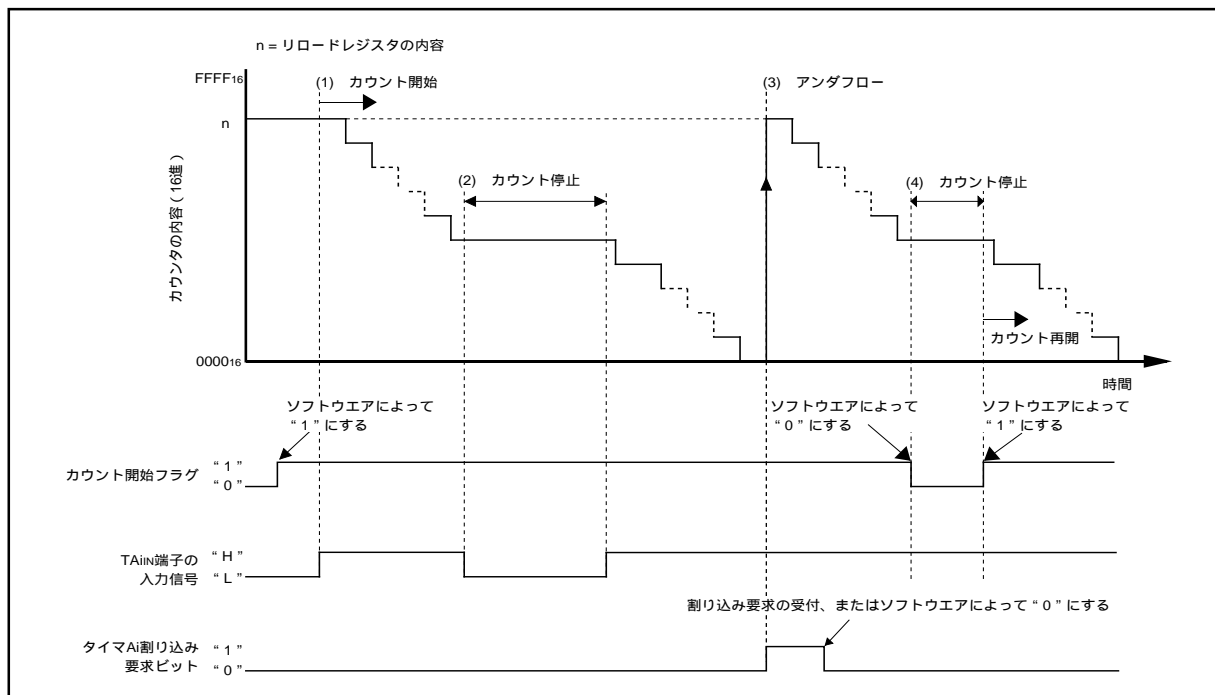 n = リロードレジスタの内容
FFFF16
(1) カウント開始
(3) アンダフロー
n
カウンタの内容(16進)
(2) カウント停止
(4) カウント停止
カウント再開
000016
時間
ソフトウエアによって
“1”にする
ソフトウエアによって
“0”にする
ソフトウエアによって
“1”にする
カウント開始フラグ
“1”
“0”
TAiIN端子の
入力信号
“H”
“L”
割り込み要求の受付、またはソフトウエアによって“0”にする
タイマAi割り込み
要求ビット
“1”
“0”